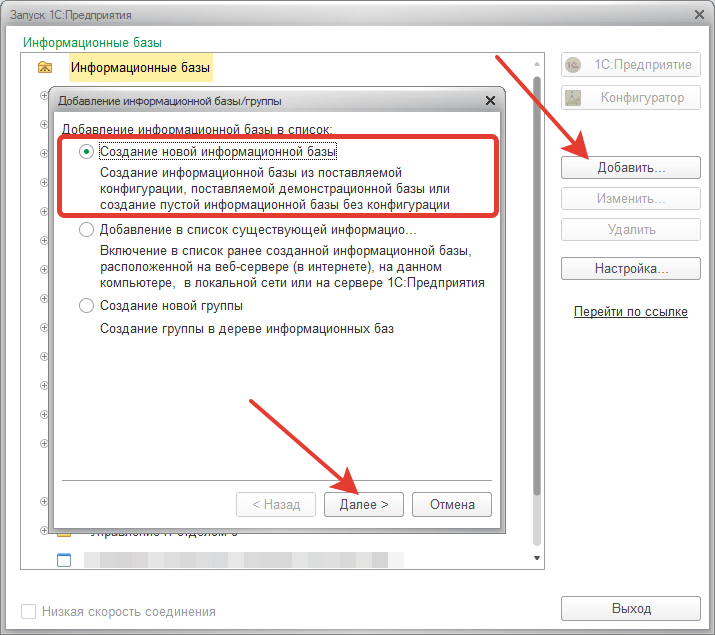 Запуск 1С:Предприятия
Информационные базы
Информационные базы
1С:Предприятие
Конфигуратор
Добавить...
Изменить...
Удалить
Настройка...
Перейти по ссылке
Добавление информационной базы/группы
Добавление информационной базы в список:
Создание новой информационной базы
Создание информационной базы из поставляемой
конфигурации, поставляемой демонстрационной базы или
создание пустой информационной базы без конфигурации
Добавление в список существующей информацио...
Включение в список ранее созданной информационной базы,
расположенной на веб-сервере (в интернете), на данном
компьютере, в локальной сети или на сервере 1С:Предприятия
Создание новой группы
Создание группы в дереве информационных баз
< Назад
Далее >
Отмена
Низкая скорость соединения
Выход